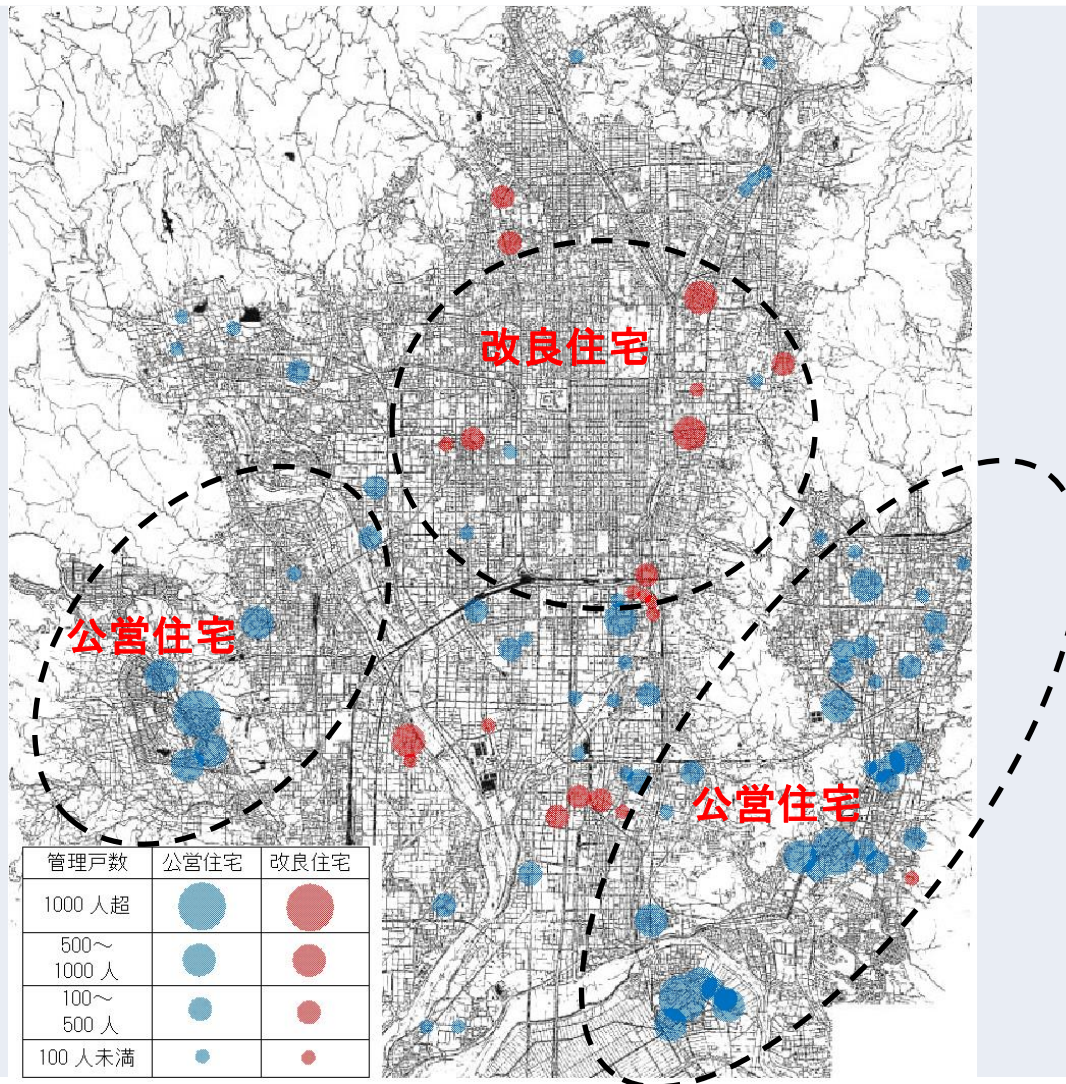 改良住宅
公営住宅
公営住宅
管理戸数 公営住宅 改良住宅
1000 人超
500～
1000 人
100～
500 人
100 人未満